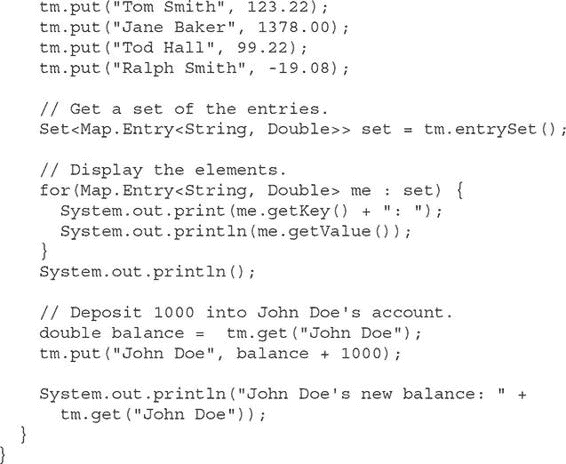 tm.put("Tom Smith", 123.22);
    tm.put("Jane Baker", 1378.00);
    tm.put("Tod Hall", 99.22);
    tm.put("Ralph Smith", -19.08);

    // Get a set of the entries.
    Set<Map.Entry<String, Double>> set = tm.entrySet();

    // Display the elements.
    for(Map.Entry<String, Double> me : set) {
      System.out.print(me.getKey() + ": ");
      System.out.println(me.getValue());
    }
    System.out.println();

    // Deposit 1000 into John Doe's account.
    double balance =  tm.get("John Doe");
    tm.put("John Doe", balance + 1000);

    System.out.println("John Doe's new balance: " +
      tm.get("John Doe"));
  }
}